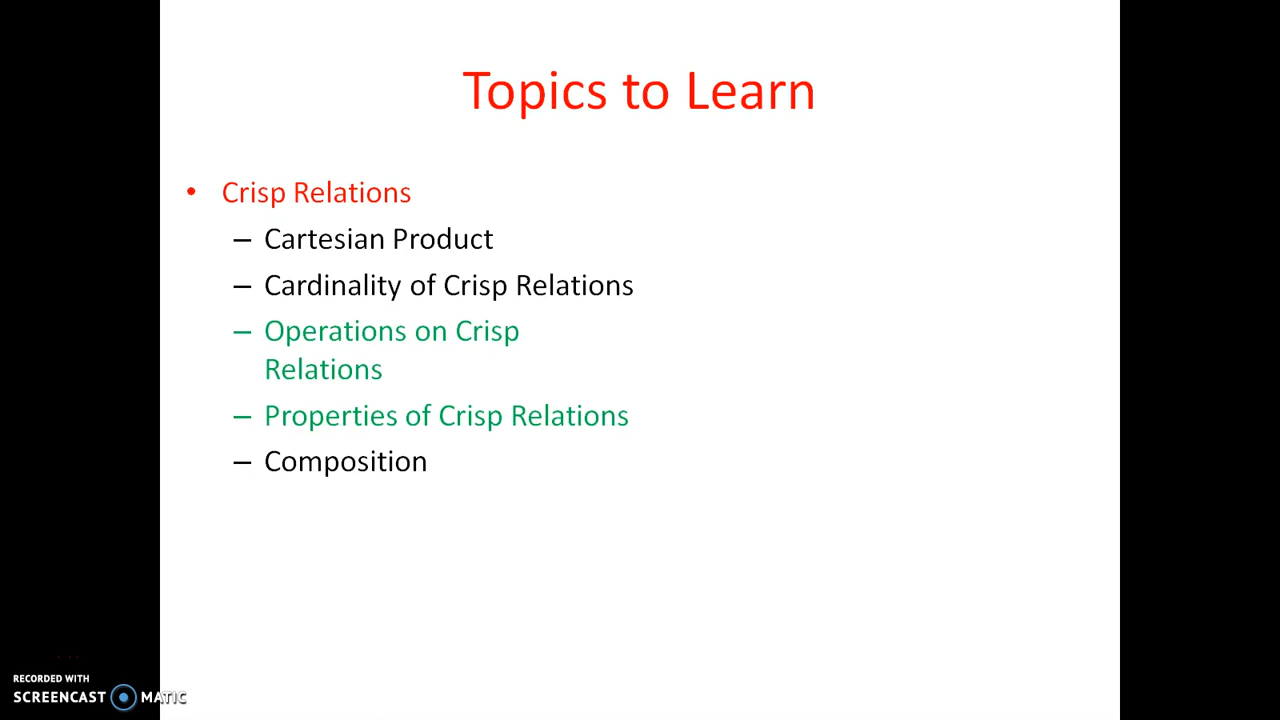 Topics to Learn
• Crisp Relations
– Cartesian Product
– Cardinality of Crisp Relations
– Operations on Crisp
Relations
– Properties of Crisp Relations
– Composition
RECORDED WITH
SCREENCAST MATIC